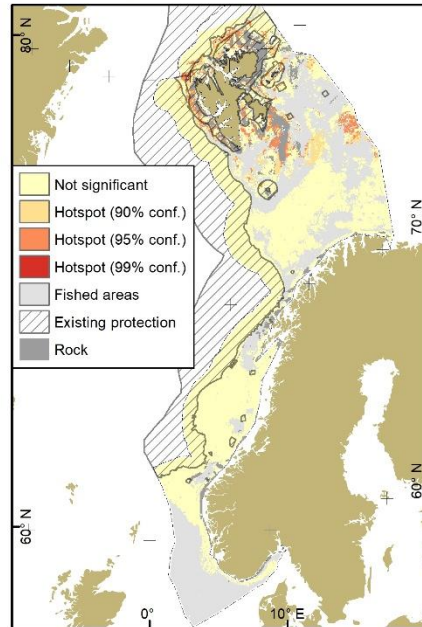 80° N
Not significant
Hotspot (90% conf.)
Hotspot (95% conf.)
Hotspot (99% conf.)
Fished areas
Existing protection
Rock
70° N
60° N
60° N
0°
10° E